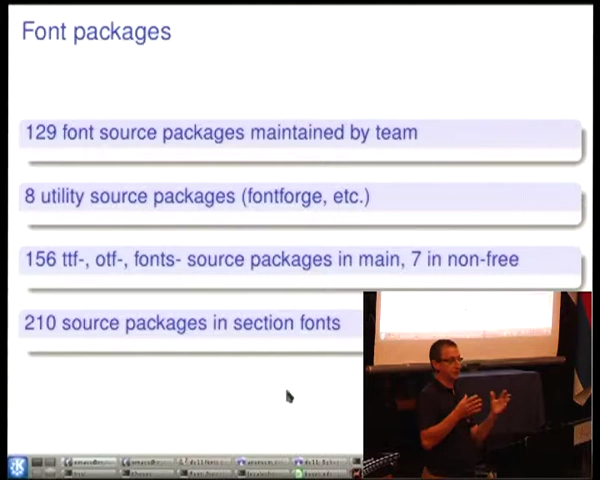 Font packages
129 font source packages maintained by team
8 utility source packages (fontforge, etc.)
156 ttf-, otf-, fonts- source packages in main, 7 in non-free
210 source packages in section fonts